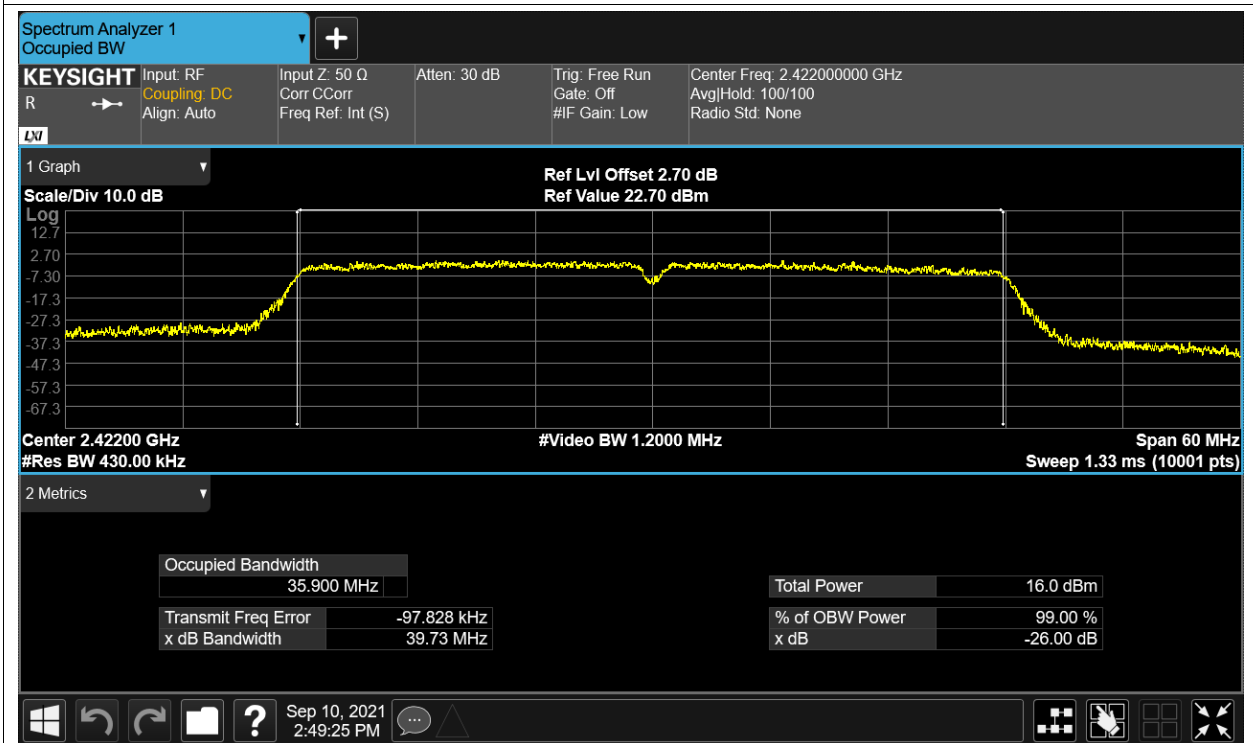 Spectrum Analyzer 1
Occupied BW
KEYSIGHT
R
LXI
Input: RF
Coupling: DC
Align: Auto
Input Z: 50 Ω
Corr CCorr
Freq Ref: Int (S)
Atten: 30 dB
Trig: Free Run
Gate: Off
#IF Gain: Low
Center Freq: 2.422000000 GHz
Avg|Hold: 100/100
Radio Std: None
1 Graph
Scale/Div 10.0 dB
Ref Lvl Offset 2.70 dB
Ref Value 22.70 dBm
Log
12.7
2.70
-7.30
-17.3
-27.3
-37.3
-47.3
-57.3
-67.3
Center 2.42200 GHz
#Video BW 1.2000 MHz
Span 60 MHz
#Res BW 430.00 kHz
Sweep 1.33 ms (10001 pts)
2 Metrics
Occupied Bandwidth
35.900 MHz
Total Power 16.0 dBm
Transmit Freq Error -97.828 kHz
% of OBW Power 99.00 %
x dB Bandwidth 39.73 MHz
x dB -26.00 dB
?
Sep 10, 2021
2:49:25 PM